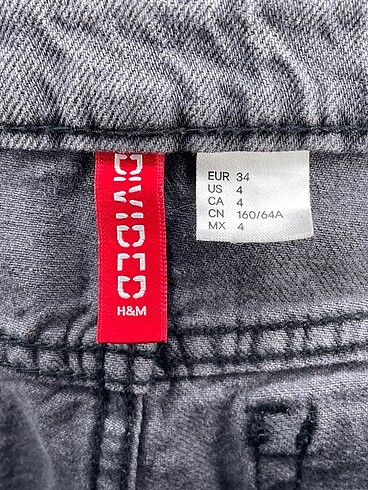 DIVIDED
H&M
EUR 34
US 4
CA 4
CN 160/64A
MX 4